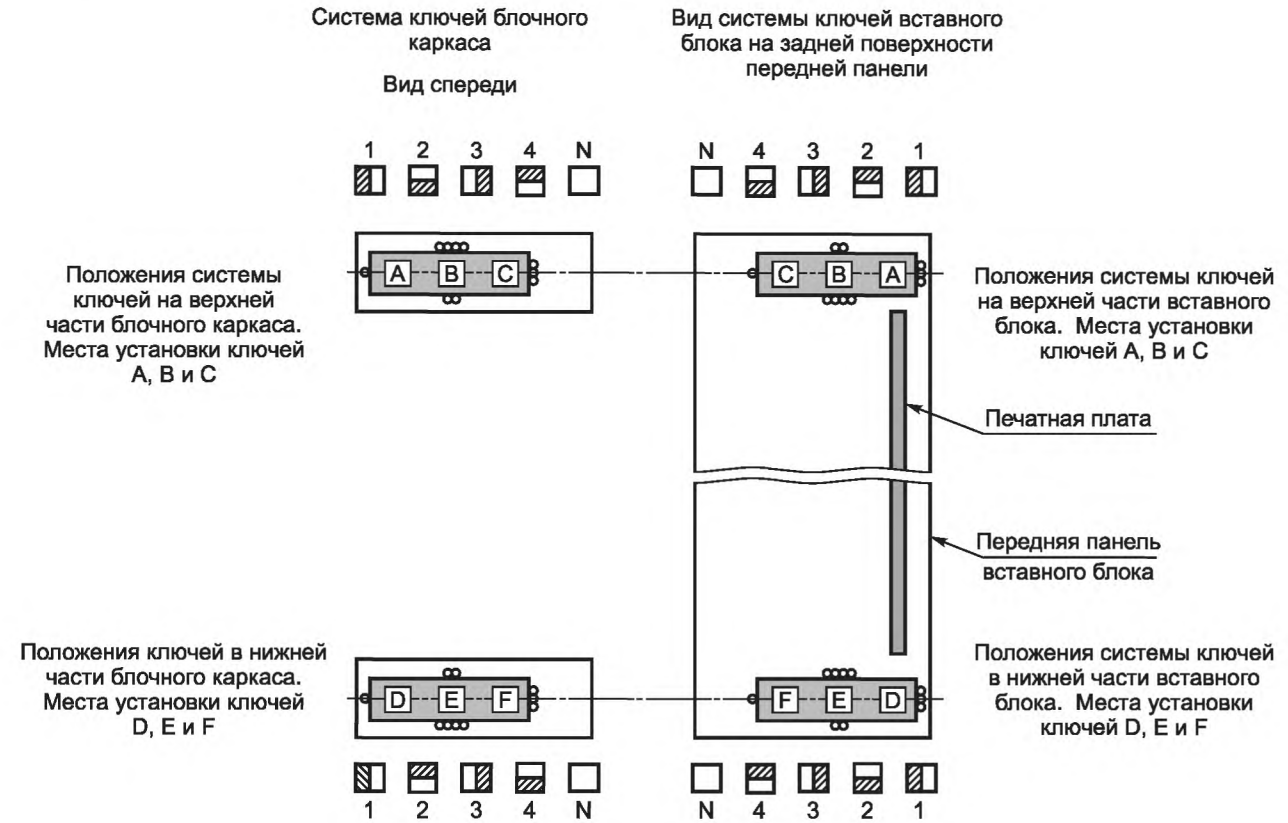 Система ключей блочного
каркаса
Вид спереди
Вид системы ключей вставного
блока на задней поверхности
передней панели
1 2 3 4 N
N 4 3 2 1
Положения системы
ключей на верхней
части блочного каркаса.
Места установки ключей
A, B и C
A B C
C B A
Положения системы ключей
на верхней части вставного
блока. Места установки
ключей A, B и C
Печатная плата
Передняя панель
вставного блока
Положения ключей в нижней
части блочного каркаса.
Места установки ключей
D, E и F
D E F
F E D
Положения системы ключей
в нижней части вставного
блока. Места установки
ключей D, E и F
1 2 3 4 N
N 4 3 2 1